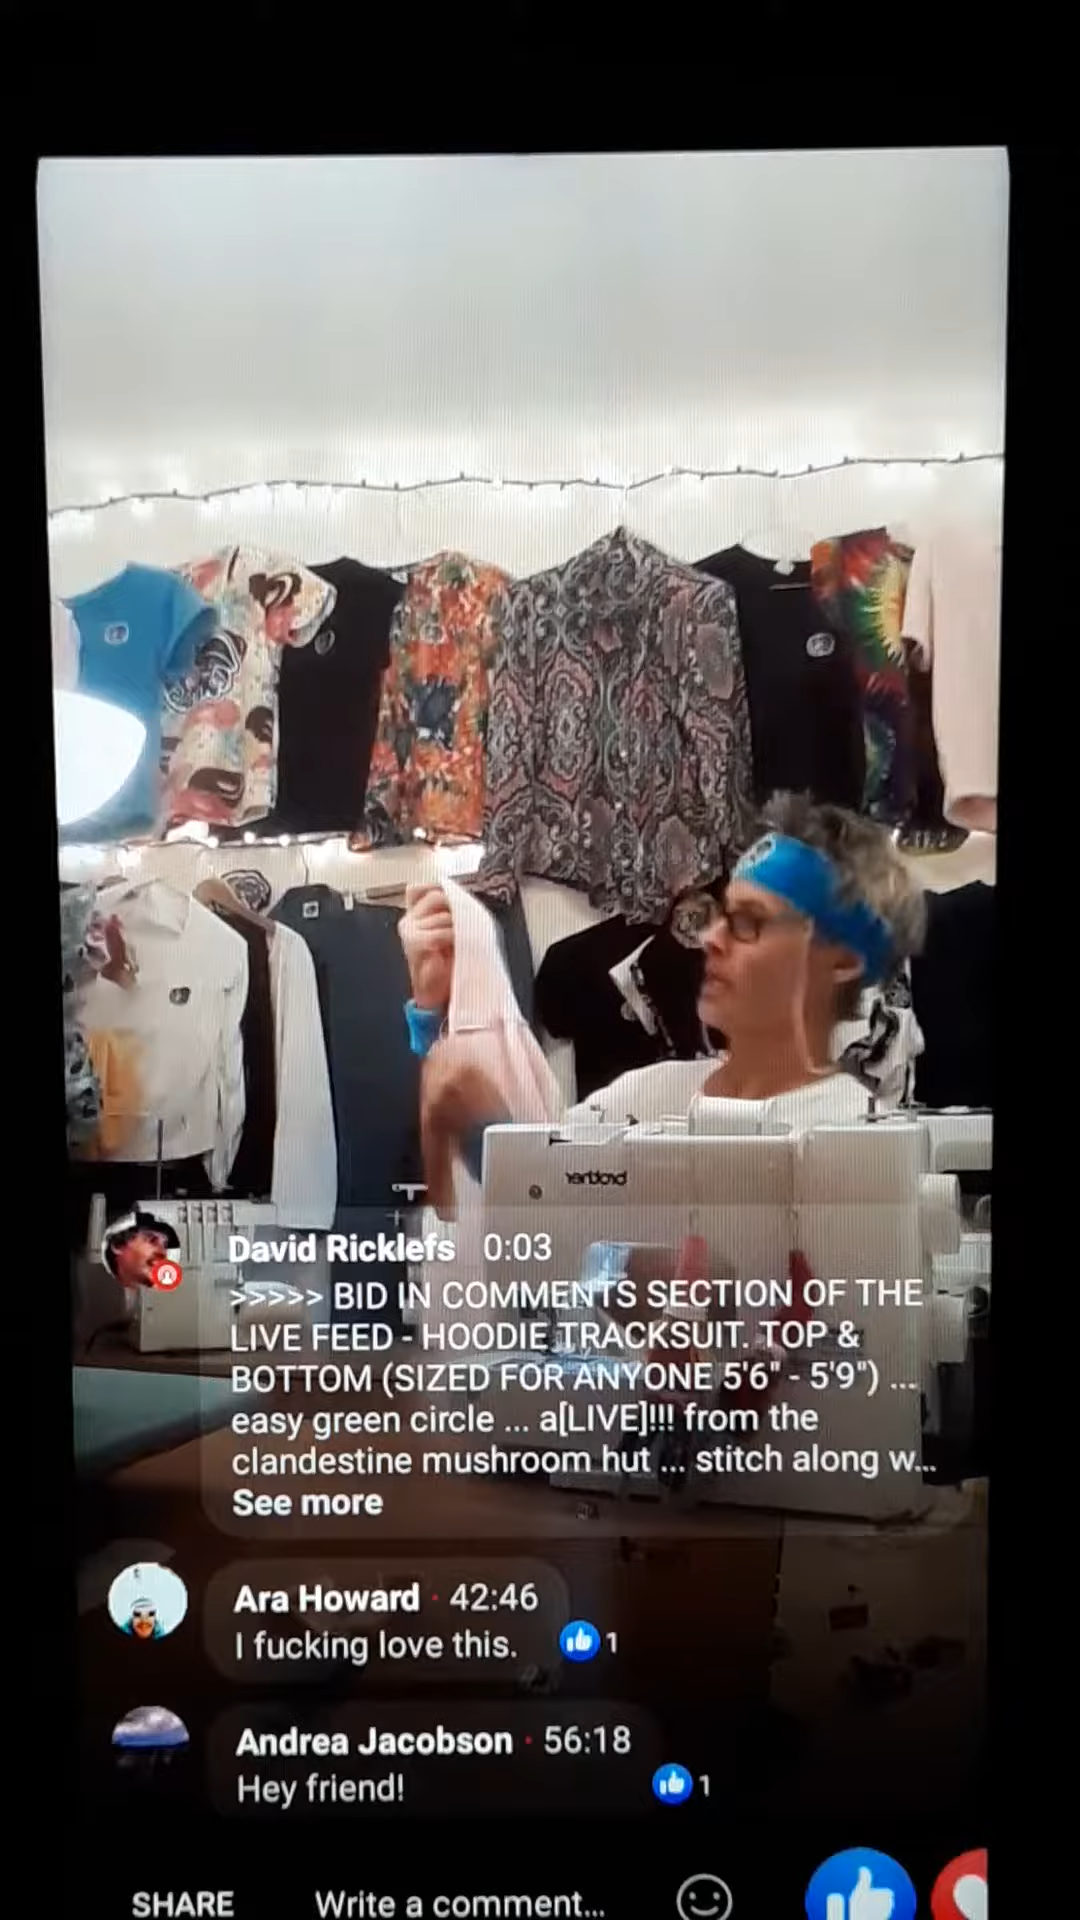 brother
David Ricklefs 0:03
>>>>> BID IN COMMENTS SECTION OF THE
LIVE FEED - HOODIE TRACKSUIT. TOP &
BOTTOM (SIZED FOR ANYONE 5'6" - 5'9") ...
easy green circle ... a[LIVE]!!! from the
clandestine mushroom hut ... stitch along w...
See more
Ara Howard · 42:46
I fucking love this. 1
Andrea Jacobson · 56:18
Hey friend! 1
SHARE Write a comment...